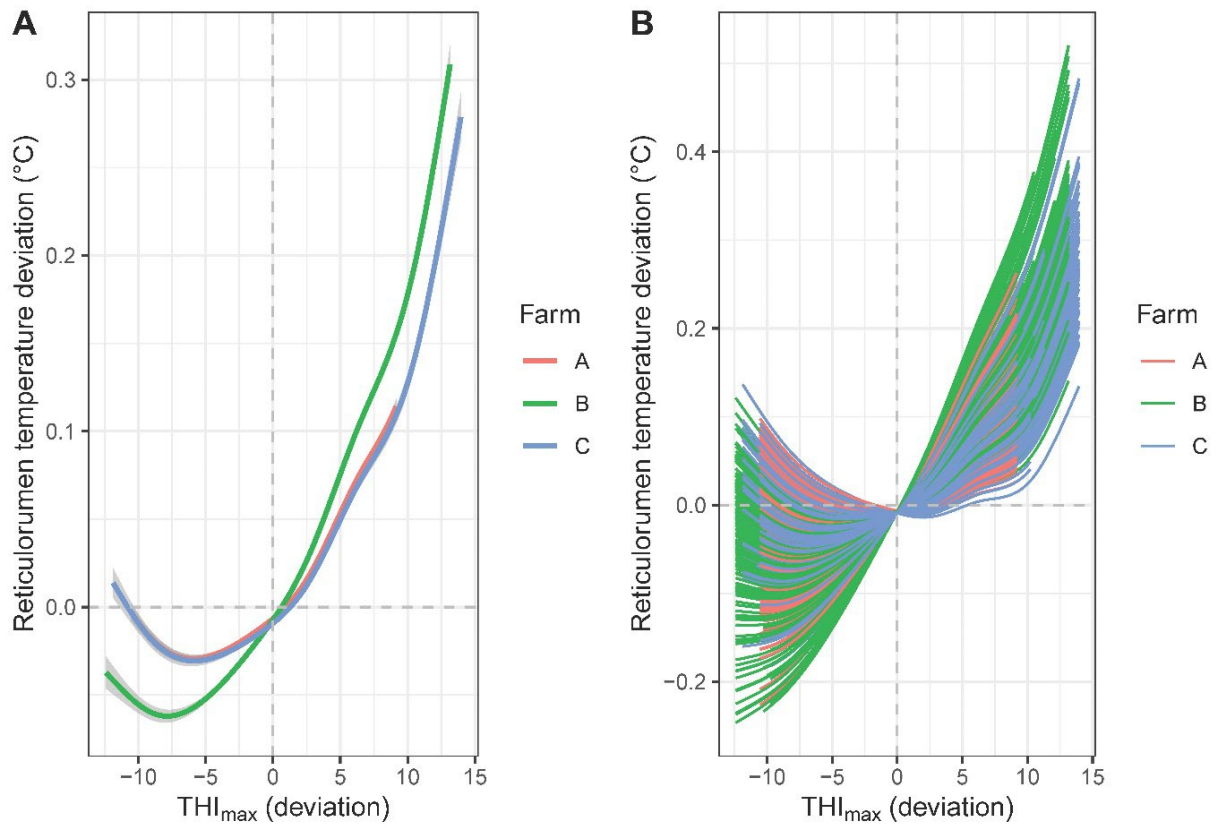 A
Reticulorumen temperature deviation (°C)
0.3
0.2
0.1
0.0
−10
−5
0
5
10
15
THImax (deviation)
Farm
A
B
C
B
Reticulorumen temperature deviation (°C)
0.4
0.2
0.0
−0.2
−10
−5
0
5
10
15
THImax (deviation)
Farm
A
B
C